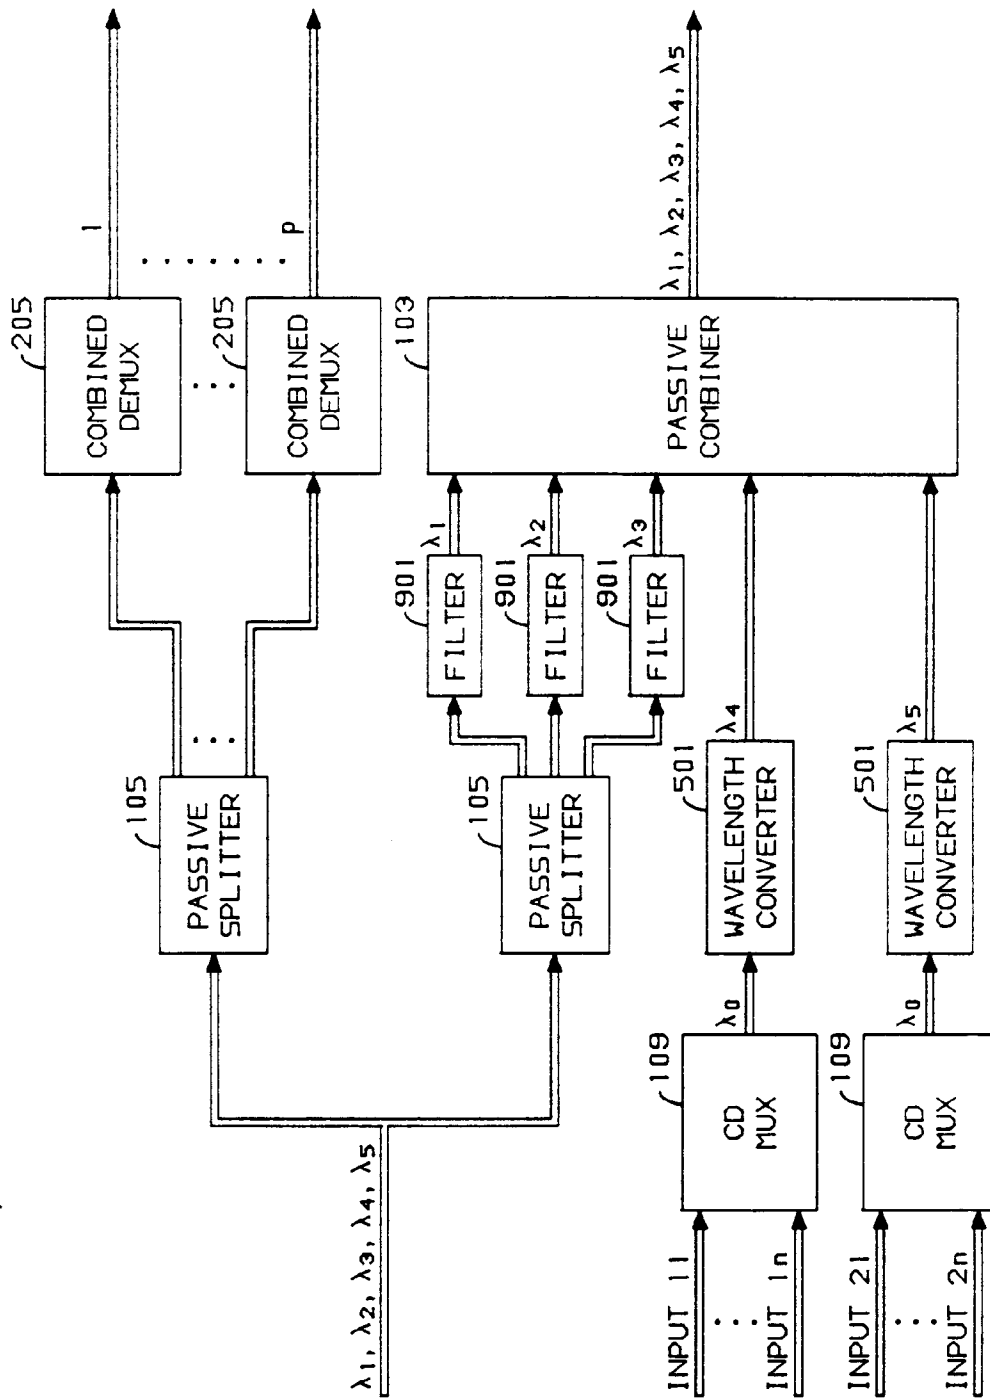 λ1, λ2, λ3, λ4, λ5
105
PASSIVE
SPLITTER
. . .
205
COMBINED
DEMUX
1
. . .
205
COMBINED
DEMUX
. . . . . . .
P
105
PASSIVE
SPLITTER
901
FILTER
λ1
901
FILTER
λ2
901
FILTER
λ3
103
PASSIVE
COMBINER
λ1, λ2, λ3, λ4, λ5
INPUT 11
. . .
INPUT 1n
109
CD
MUX
λ0
501
WAVELENGTH
CONVERTER
λ4
INPUT 21
. . .
INPUT 2n
109
CD
MUX
λ0
501
WAVELENGTH
CONVERTER
λ5